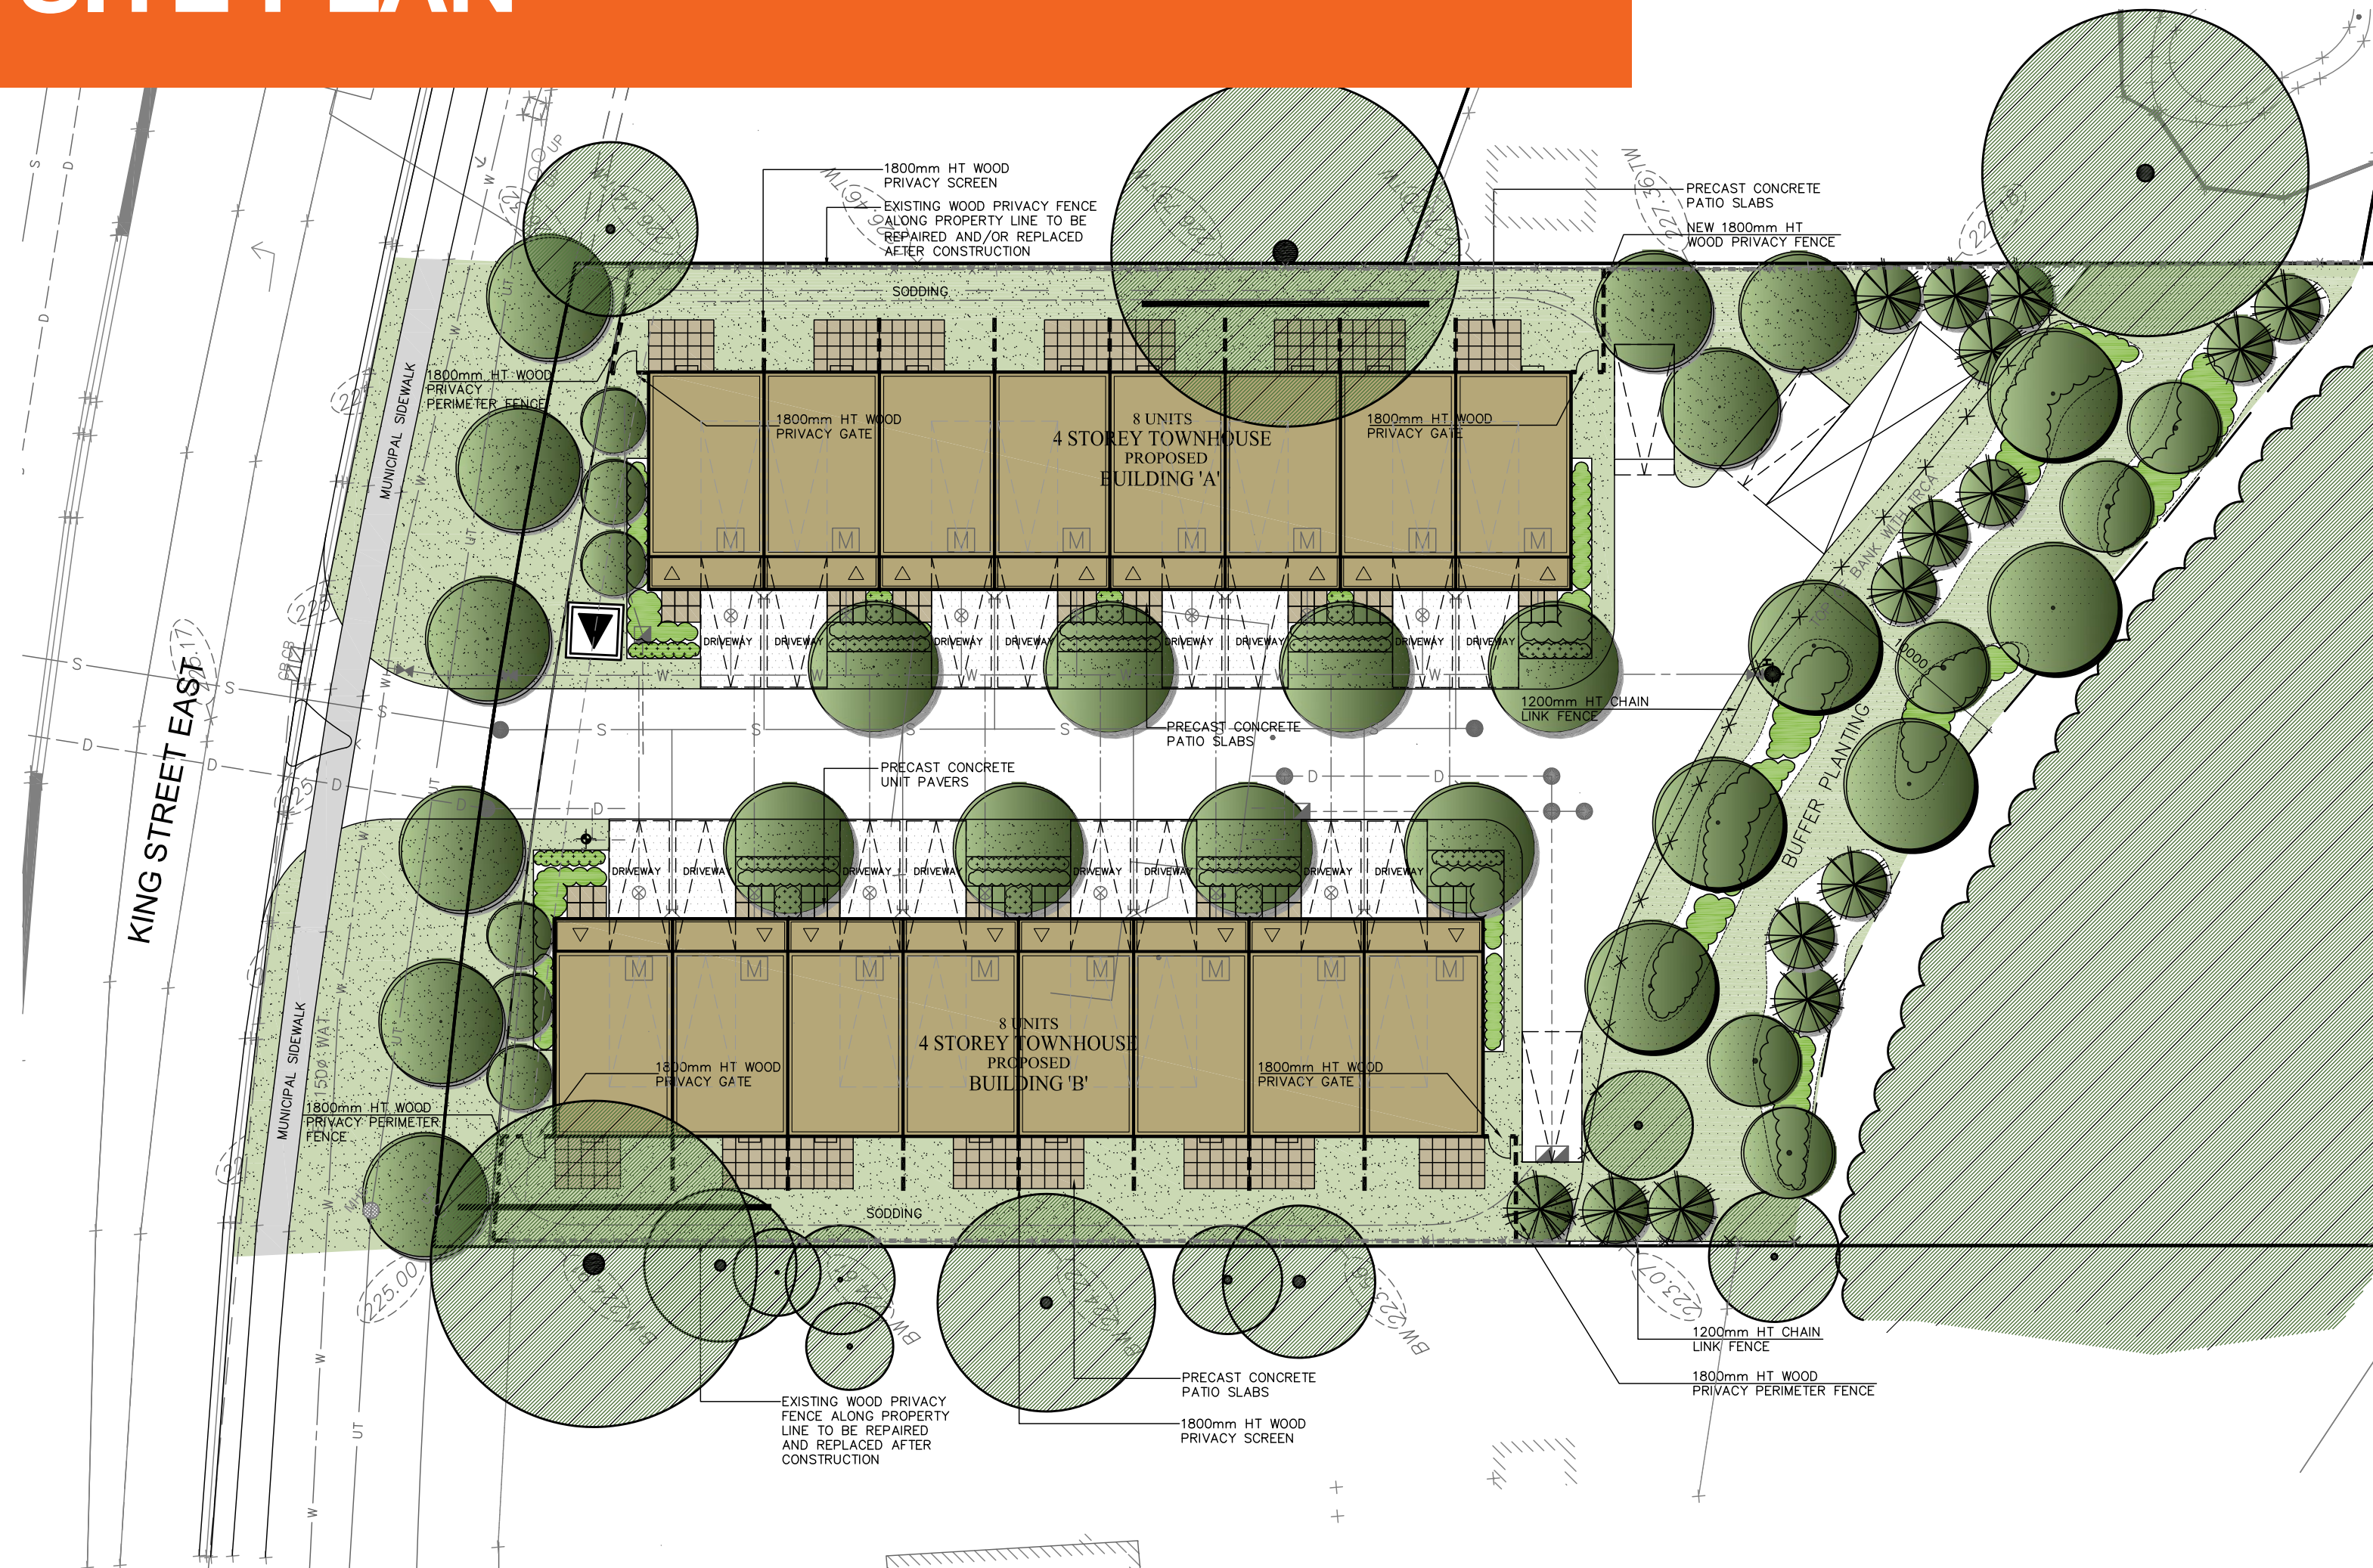 SITE PLAN
1800mm HT WOOD
PRIVACY SCREEN
EXISTING WOOD PRIVACY FENCE
ALONG PROPERTY LINE TO BE
REPAIRED AND/OR REPLACED
AFTER CONSTRUCTION
PRECAST CONCRETE
PATIO SLABS
NEW 1800mm HT
WOOD PRIVACY FENCE
SODDING
MUNICIPAL SIDEWALK
1800mm HT WOOD
PRIVACY
PERIMETER FENCE
1800mm HT WOOD
PRIVACY GATE
8 UNITS
4 STOREY TOWNHOUSE
PROPOSED
BUILDING 'A'
1800mm HT WOOD
PRIVACY GATE
M M M M M M M M
DRIVEWAY DRIVEWAY DRIVEWAY DRIVEWAY DRIVEWAY DRIVEWAY DRIVEWAY DRIVEWAY
1200mm HT CHAIN
LINK FENCE
PRECAST CONCRETE
PATIO SLABS
PRECAST CONCRETE
UNIT PAVERS
KING STREET EAST
BUFFER PLANTING
10000
DRIVEWAY DRIVEWAY DRIVEWAY DRIVEWAY DRIVEWAY DRIVEWAY DRIVEWAY DRIVEWAY
M M M M M M M M
8 UNITS
4 STOREY TOWNHOUSE
PROPOSED
BUILDING 'B'
1800mm HT WOOD
PRIVACY GATE
1800mm HT WOOD
PRIVACY GATE
MUNICIPAL SIDEWALK
1800mm HT WOOD
PRIVACY PERIMETER
FENCE
SODDING
225.00
223.07
1200mm HT CHAIN
LINK FENCE
1800mm HT WOOD
PRIVACY PERIMETER FENCE
PRECAST CONCRETE
PATIO SLABS
EXISTING WOOD PRIVACY
FENCE ALONG PROPERTY
LINE TO BE REPAIRED
AND REPLACED AFTER
CONSTRUCTION
1800mm HT WOOD
PRIVACY SCREEN